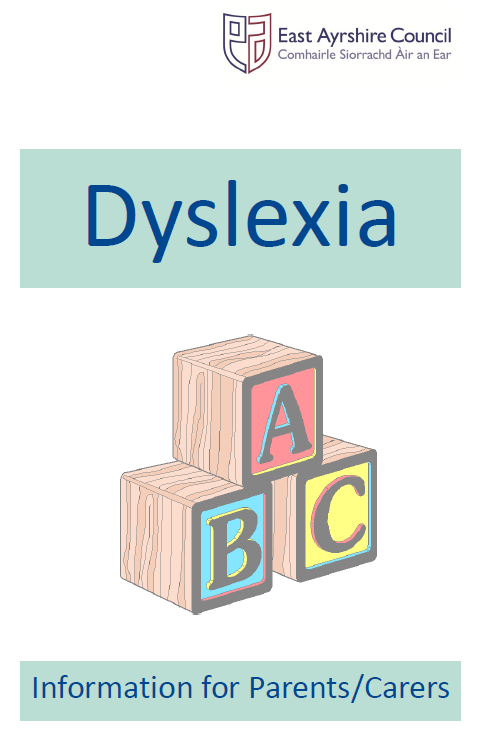 East Ayrshire Council
Comhairle Siorrachd Àir an Ear
Dyslexia
A
B
C
Information for Parents/Carers